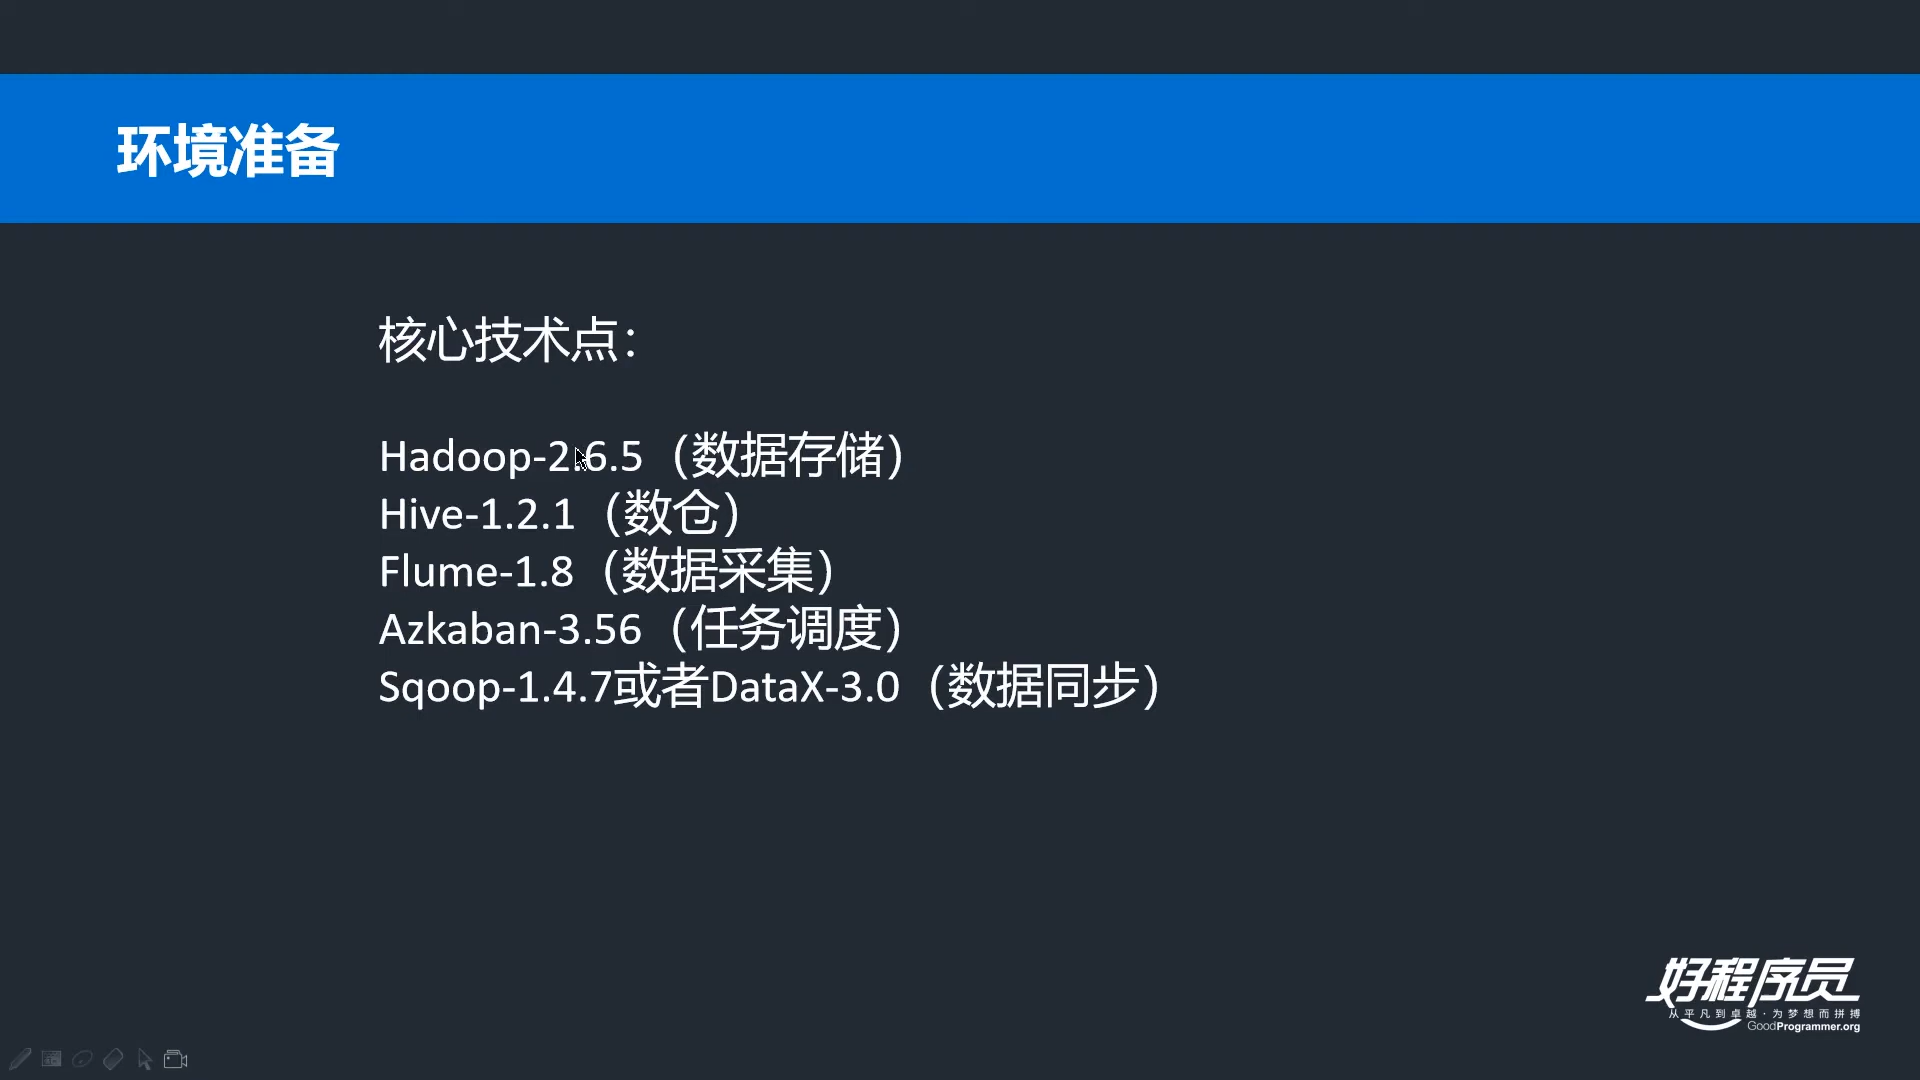 环境准备
核心技术点：
Hadoop-2.6.5（数据存储）
Hive-1.2.1（数仓）
Flume-1.8（数据采集）
Azkaban-3.56（任务调度）
Sqoop-1.4.7或者DataX-3.0（数据同步）
好程序员
从平凡到卓越·为梦想而拼搏
GoodProgrammer.org